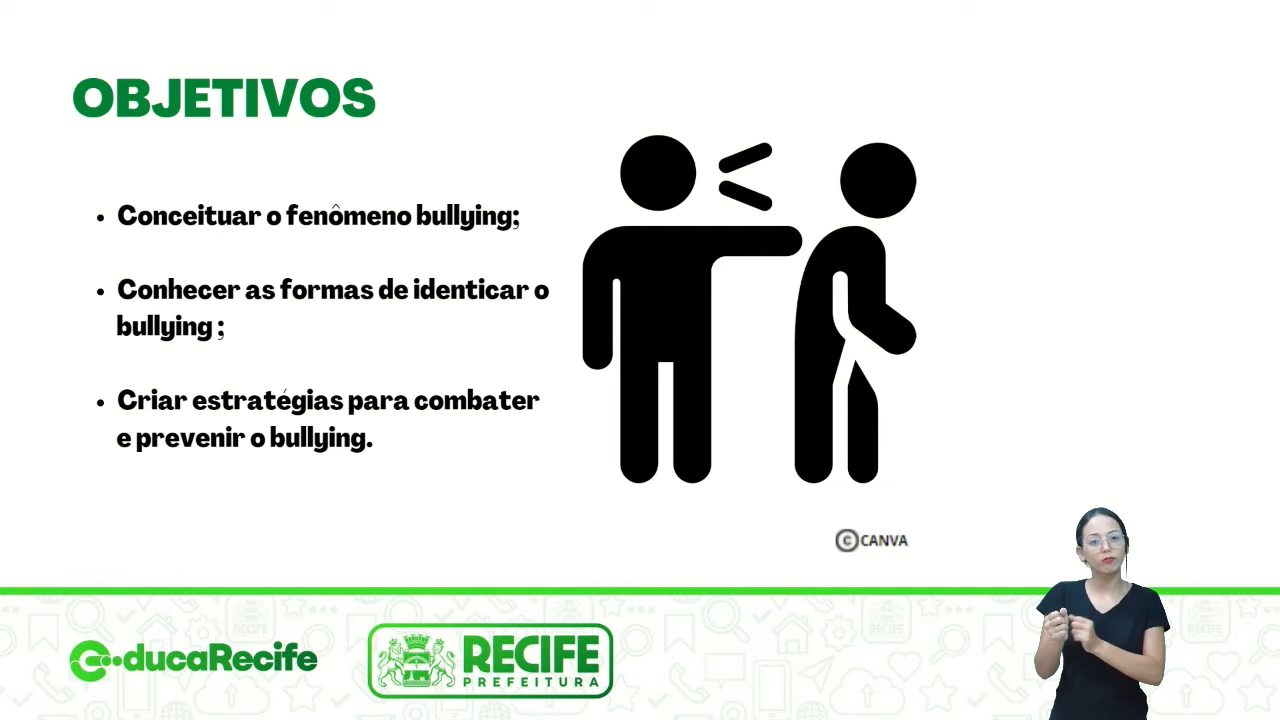 OBJETIVOS
• Conceituar o fenômeno bullying;
• Conhecer as formas de identicar o
bullying ;
• Criar estratégias para combater
e prevenir o bullying.
© CANVA
educaRecife
RECIFE
PREFEITURA